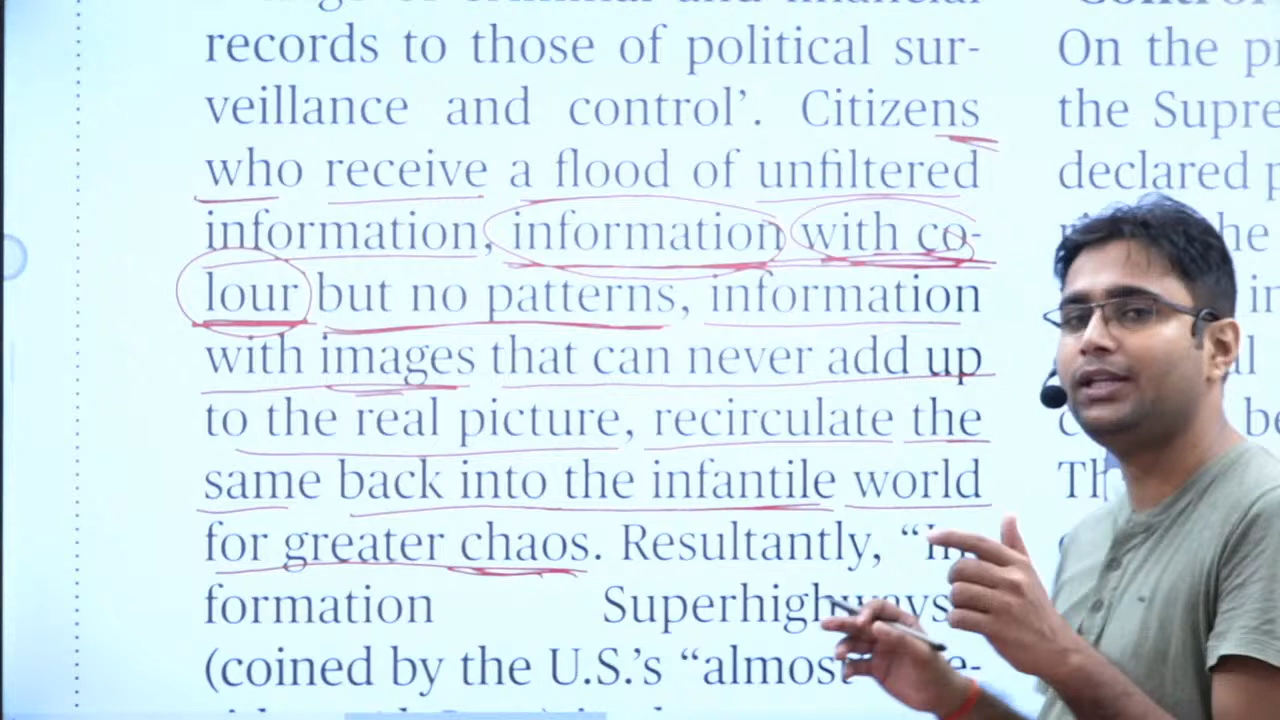 records to those of political sur-
veillance and control’. Citizens
who receive a flood of unfiltered
information, information with co-
lour but no patterns, information
with images that can never add up
to the real picture, recirculate the
same back into the infantile world
for greater chaos. Resultantly, “In-
formation Superhighways
(coined by the U.S.’s “almost”
On the
the Supre
declared